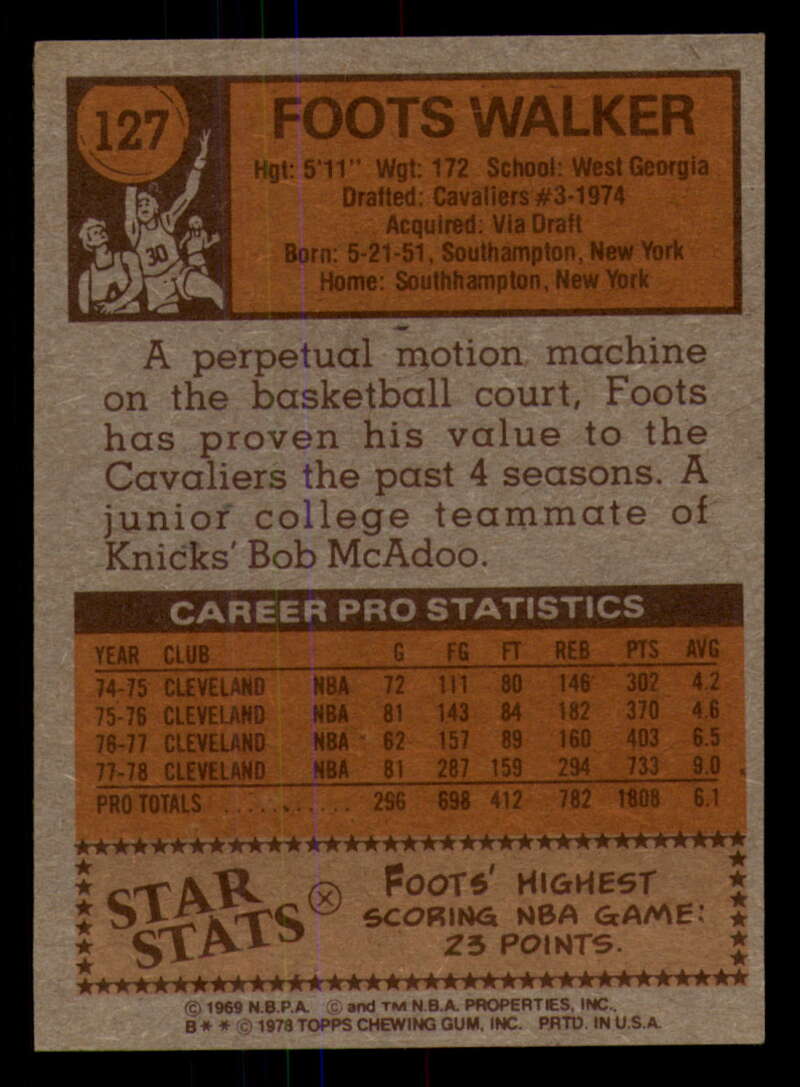 127
FOOTS WALKER
Hgt: 5'11" Wgt: 172 School: West Georgia
Drafted: Cavaliers #3-1974
Acquired: Via Draft
Born: 5-21-51, Southampton, New York
Home: Southhampton, New York
30
A perpetual motion machine
on the basketball court, Foots
has proven his value to the
Cavaliers the past 4 seasons. A
junior college teammate of
Knicks' Bob McAdoo.
CAREER PRO STATISTICS
YEAR CLUB G FG FT REB PTS AVG
74-75 CLEVELAND NBA 72 111 80 146 302 4.2
75-76 CLEVELAND NBA 81 143 84 182 370 4.6
76-77 CLEVELAND NBA 62 157 89 160 403 6.5
77-78 CLEVELAND NBA 81 287 159 294 733 9.0
PRO TOTALS ............ 296 698 412 782 1808 6.1
STAR STATS
FOOTS' HIGHEST
SCORING NBA GAME:
23 POINTS.
© 1969 N.B.P.A. © and TM N.B.A. PROPERTIES, INC.,
B * * © 1978 TOPPS CHEWING GUM, INC. PRTD. IN U.S.A.